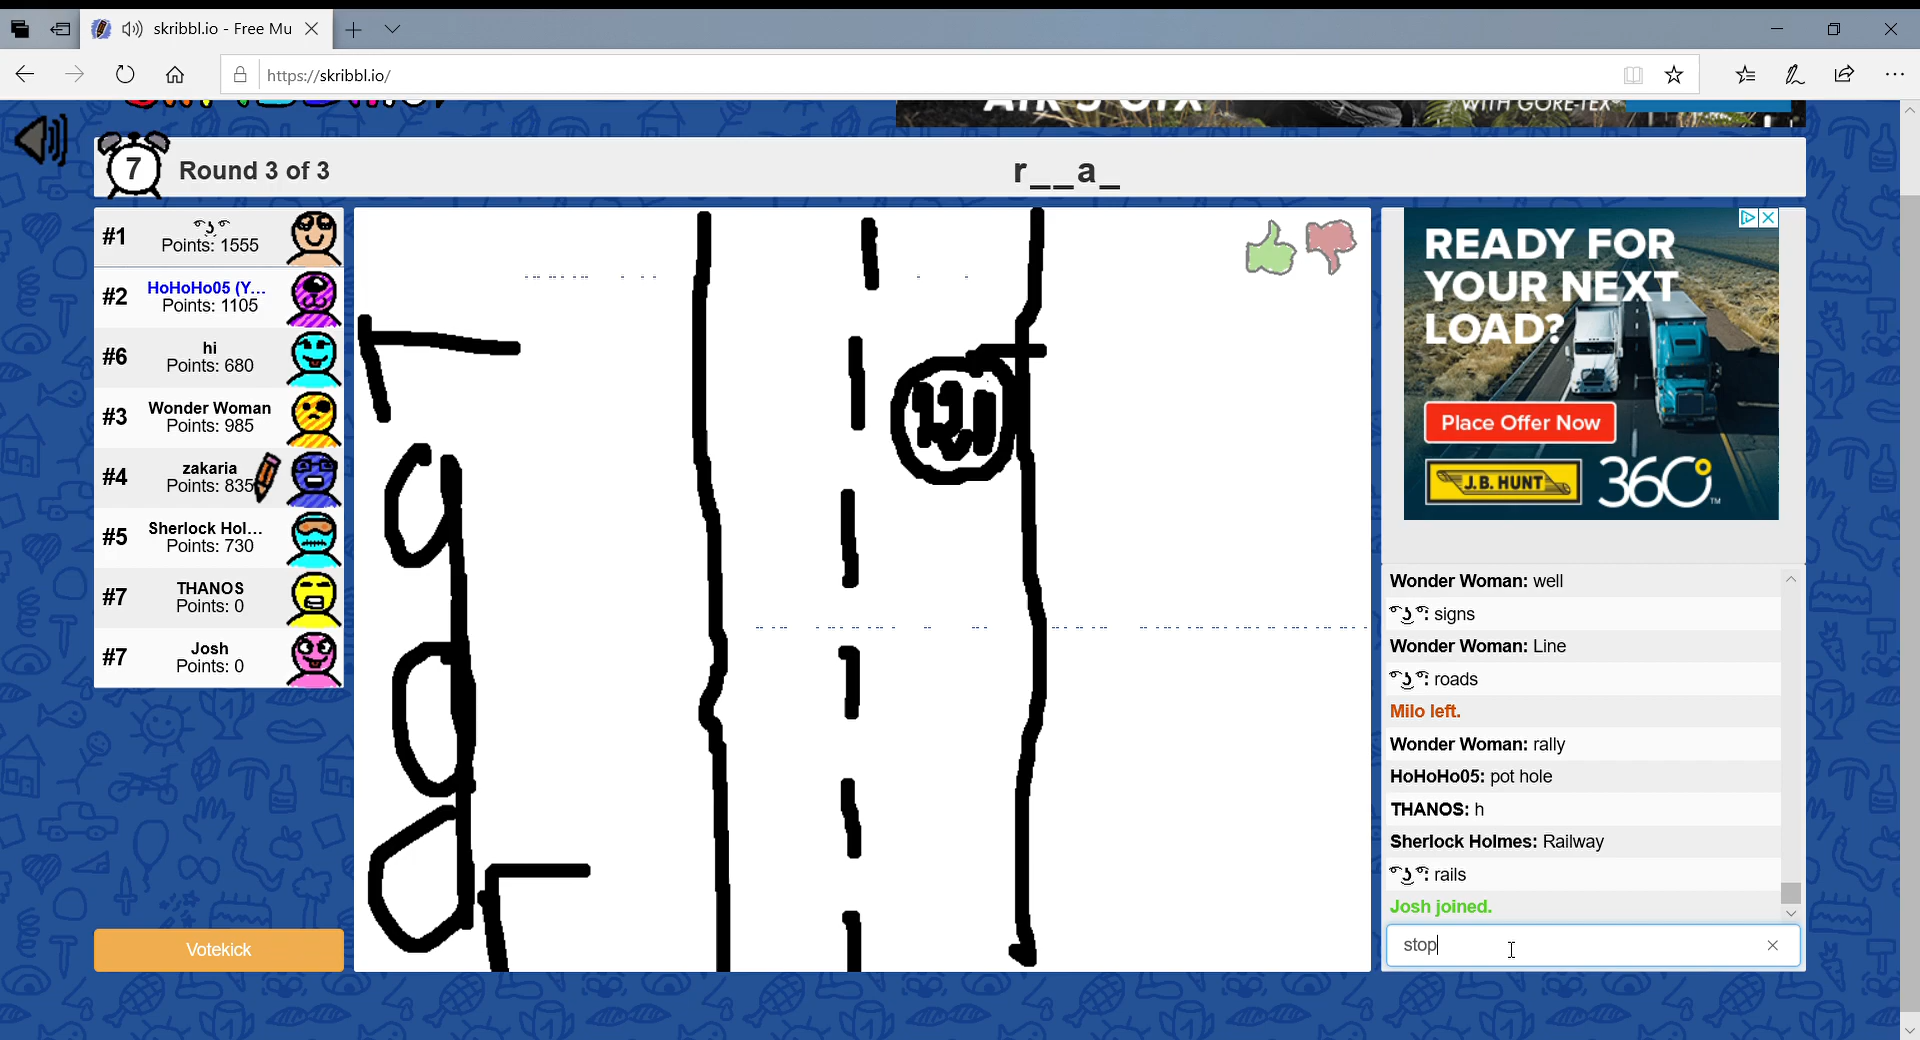 skribbl.io - Free Mu
https://skribbl.io/
WITH GORE-TEX
7
Round 3 of 3
r__a_
#1
Points: 1555
#2
HoHoHo05 (Y...
Points: 1105
#6
hi
Points: 680
#3
Wonder Woman
Points: 985
#4
zakaria
Points: 835
#5
Sherlock Hol...
Points: 730
#7
THANOS
Points: 0
#7
Josh
Points: 0
Votekick
READY FOR
YOUR NEXT
LOAD?
Place Offer Now
J.B. HUNT 360° TM
Wonder Woman: well
͡° ͜ʖ ͡°: signs
Wonder Woman: Line
͡° ͜ʖ ͡°: roads
Milo left.
Wonder Woman: rally
HoHoHo05: pot hole
THANOS: h
Sherlock Holmes: Railway
͡° ͜ʖ ͡°: rails
Josh joined.
stop